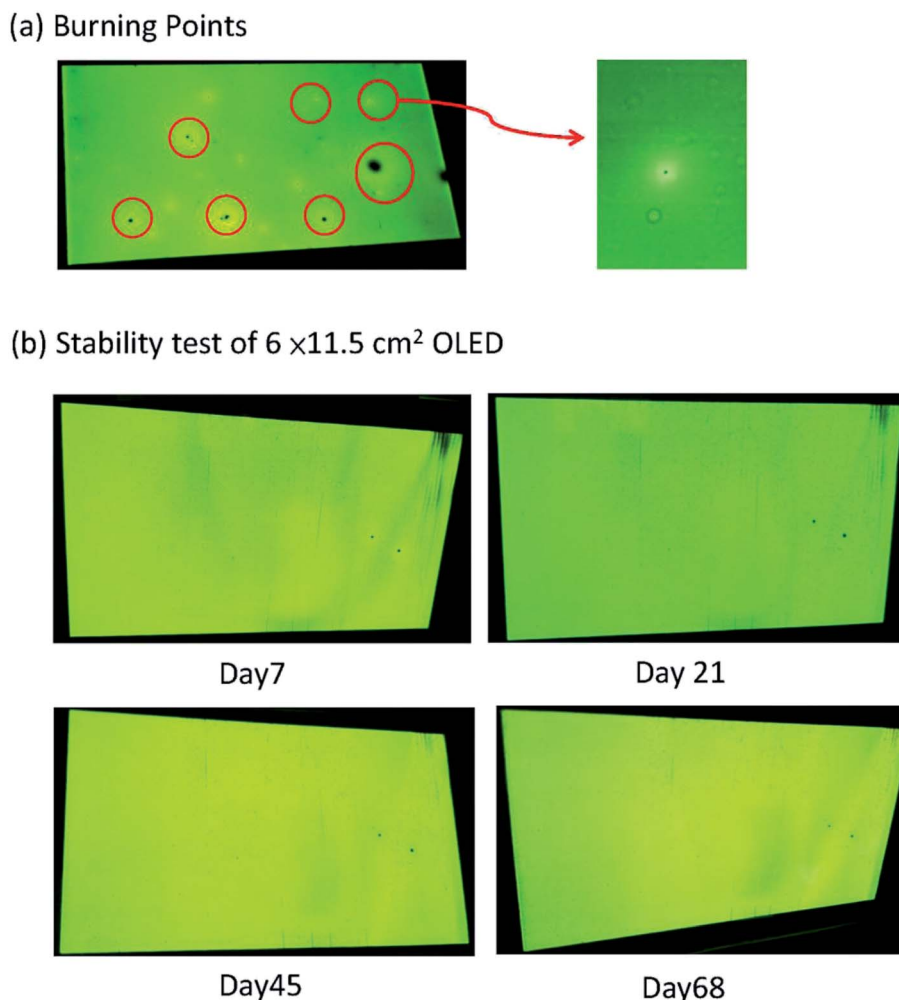 (a) Burning Points
(b) Stability test of 6 ×11.5 cm² OLED
Day7
Day 21
Day45
Day68